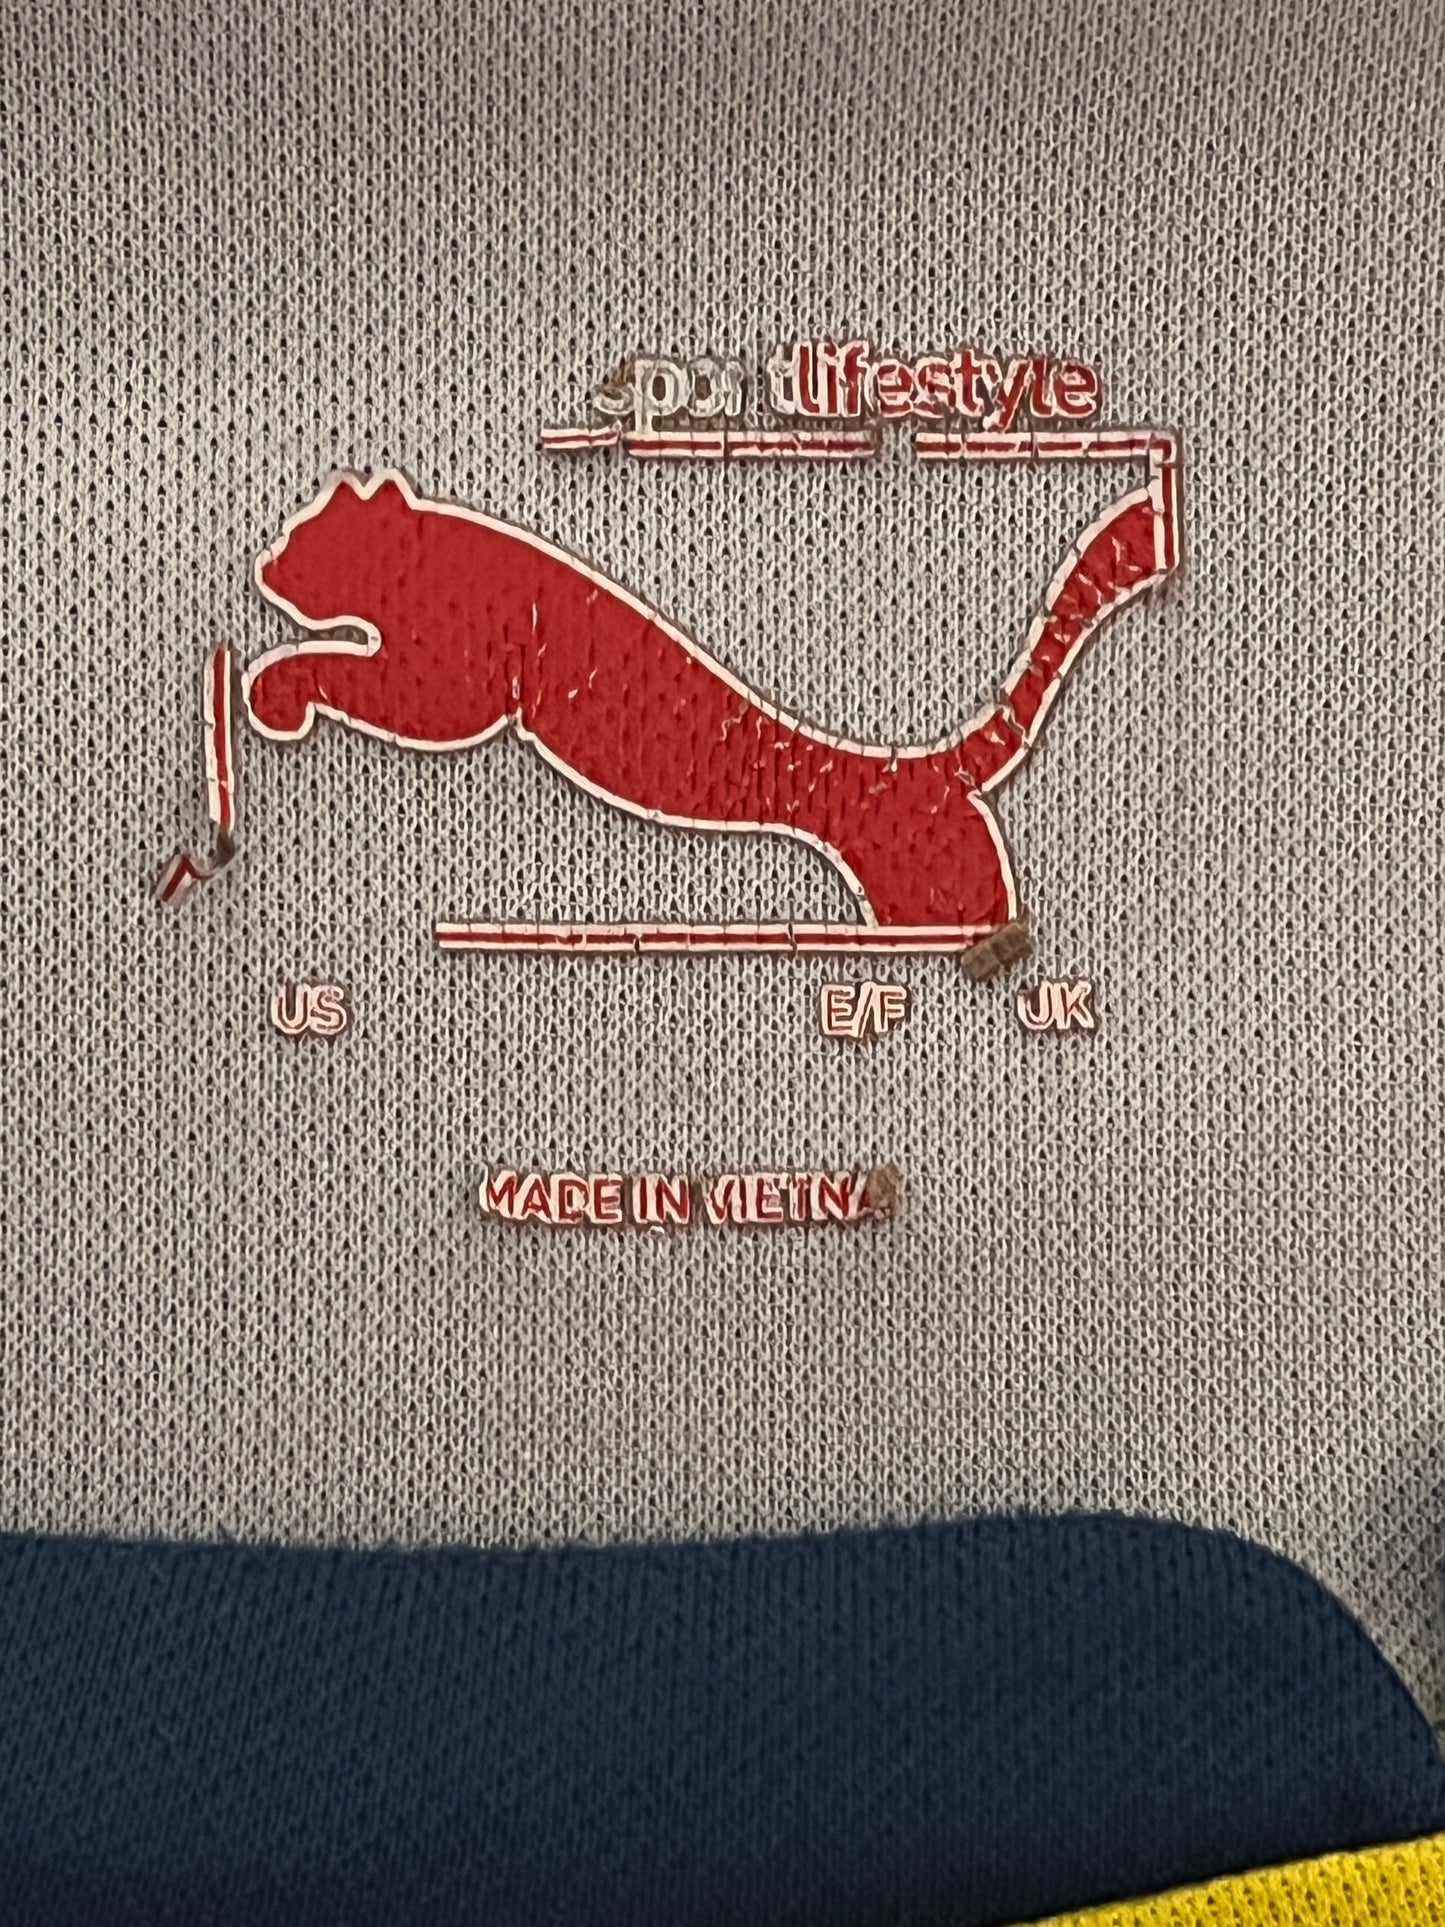 sportlifestyle
US E/F UK
MADE IN VIETNA